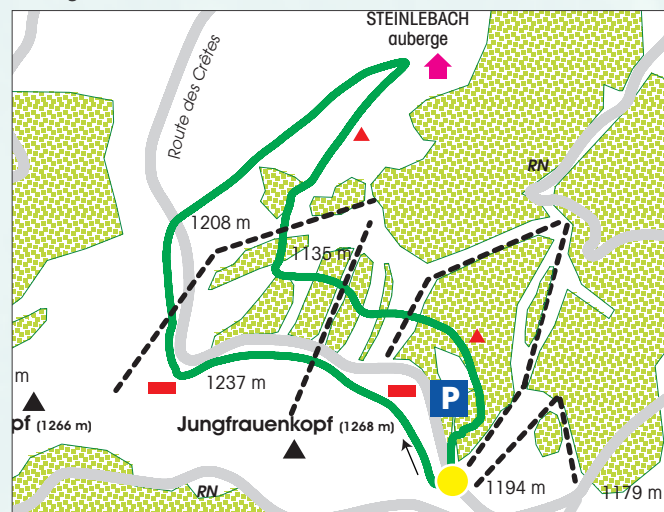 STEINLEBACH
auberge
Route des Crêtes
RN
1208 m
1135 m
m
1237 m
P
pf (1266 m)
Jungfrauenkopf (1268 m)
RN
1194 m
1179 m